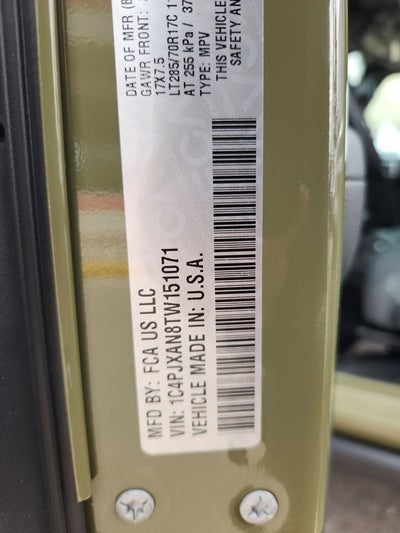 MFD BY: FCA US LLC
DATE OF MFR
VIN: 1C4PJXAN8TW151071
GAWR FRONT:
VEHICLE MADE IN: U.S.A.
17X7.5
LT285/70R17C
AT 255 kPa / 37
TYPE: MPV
THIS VEHICLE
SAFETY AN